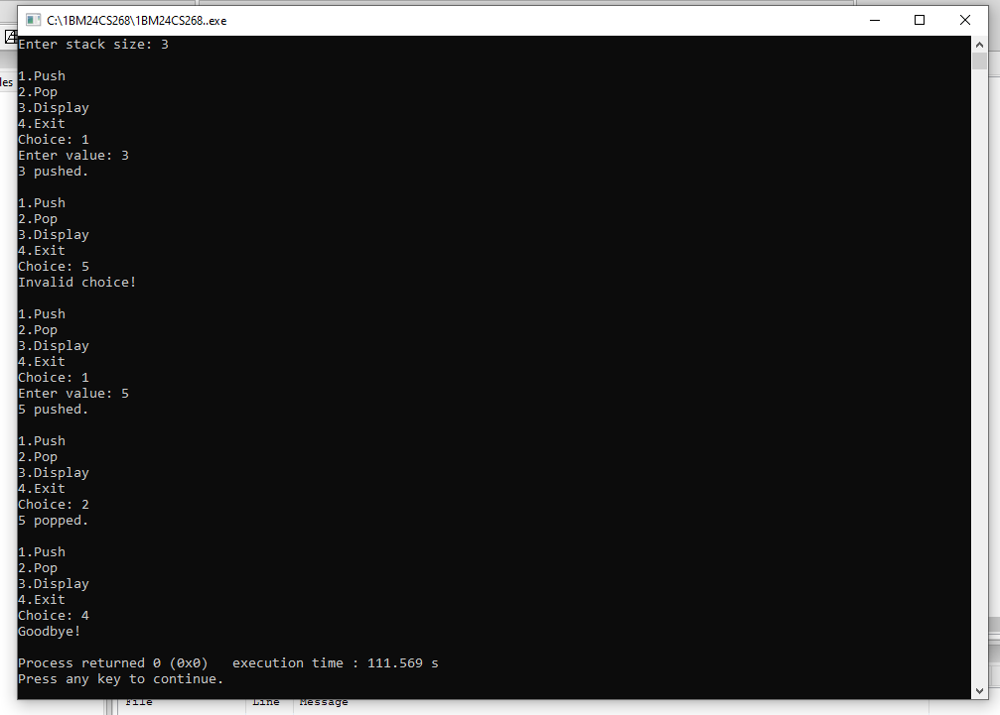 C:\1BM24CS268\1BM24CS268..exe
Enter stack size: 3
1.Push
les
2.Pop
3.Display
4.Exit
Choice: 1
Enter value: 3
3 pushed.
1.Push
2.Pop
3.Display
4.Exit
Choice: 5
Invalid choice!
1.Push
2.Pop
3.Display
4.Exit
Choice: 1
Enter value: 5
5 pushed.
1.Push
2.Pop
3.Display
4.Exit
Choice: 2
5 popped.
1.Push
2.Pop
3.Display
4.Exit
Choice: 4
Goodbye!
Process returned 0 (0x0)   execution time : 111.569 s
Press any key to continue.
File Line Message